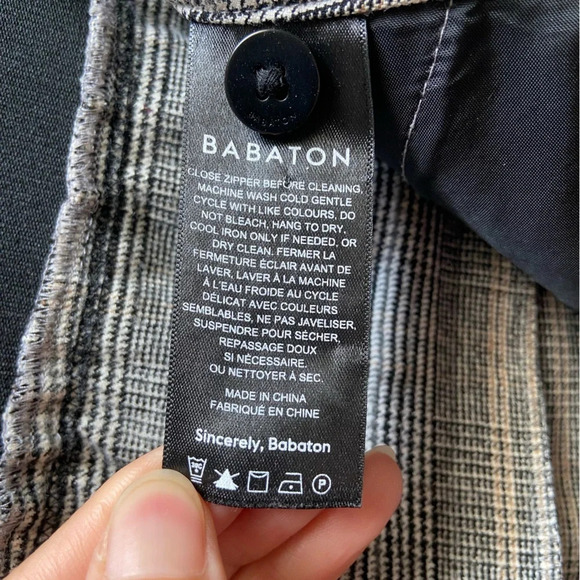 BABATON
CLOSE ZIPPER BEFORE CLEANING,
MACHINE WASH COLD GENTLE
CYCLE WITH LIKE COLOURS, DO
NOT BLEACH, HANG TO DRY,
COOL IRON ONLY IF NEEDED. OR
DRY CLEAN. FERMER LA
FERMETURE ÉCLAIR AVANT DE
LAVER, LAVER À LA MACHINE
À L'EAU FROIDE AU CYCLE
DÉLICAT AVEC COULEURS
SEMBLABLES, NE PAS JAVELISER,
SUSPENDRE POUR SÉCHER,
REPASSAGE DOUX
SI NÉCESSAIRE.
OU NETTOYER À SEC.
MADE IN CHINA
FABRIQUÉ EN CHINE
Sincerely, Babaton
P